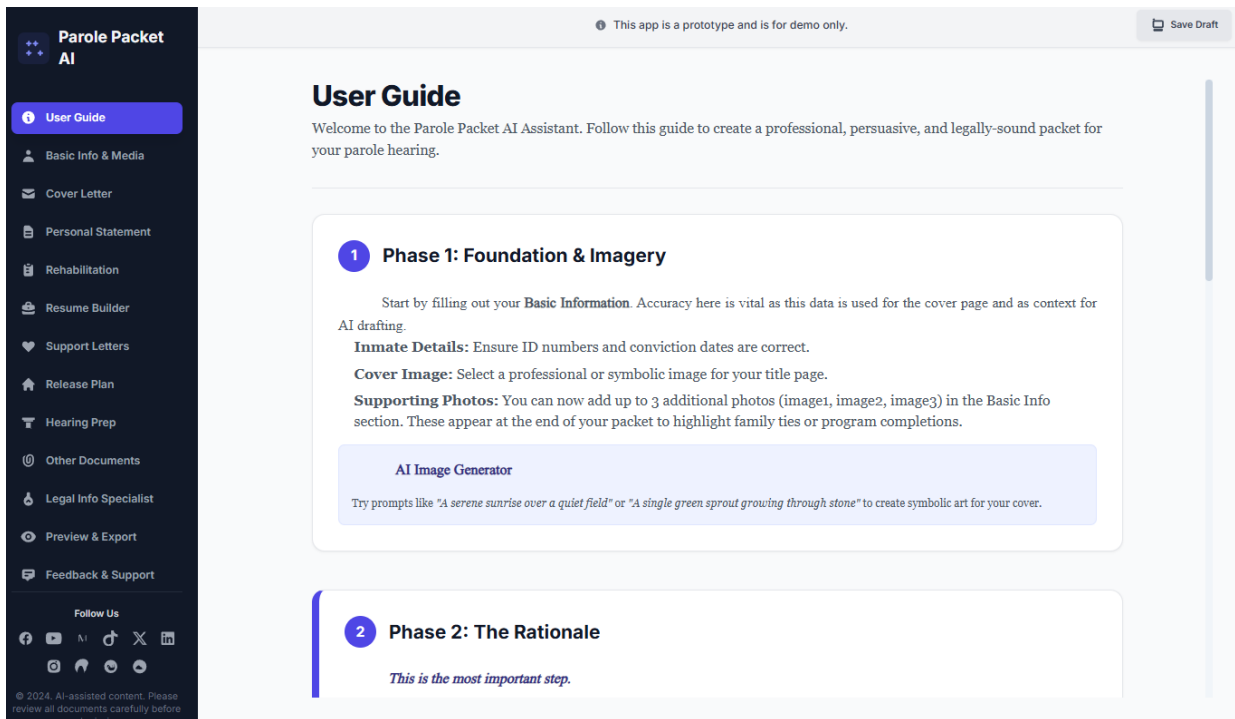 Parole Packet
AI
This app is a prototype and is for demo only.
Save Draft
User Guide
Basic Info & Media
Cover Letter
Personal Statement
Rehabilitation
Resume Builder
Support Letters
Release Plan
Hearing Prep
Other Documents
Legal Info Specialist
Preview & Export
Feedback & Support
Follow Us
© 2024. AI-assisted content. Please
review all documents carefully before
User Guide
Welcome to the Parole Packet AI Assistant. Follow this guide to create a professional, persuasive, and legally-sound packet for
your parole hearing.
1 Phase 1: Foundation & Imagery
Start by filling out your Basic Information. Accuracy here is vital as this data is used for the cover page and as context for
AI drafting.
Inmate Details: Ensure ID numbers and conviction dates are correct.
Cover Image: Select a professional or symbolic image for your title page.
Supporting Photos: You can now add up to 3 additional photos (image1, image2, image3) in the Basic Info
section. These appear at the end of your packet to highlight family ties or program completions.
AI Image Generator
Try prompts like "A serene sunrise over a quiet field" or "A single green sprout growing through stone" to create symbolic art for your cover.
2 Phase 2: The Rationale
This is the most important step.